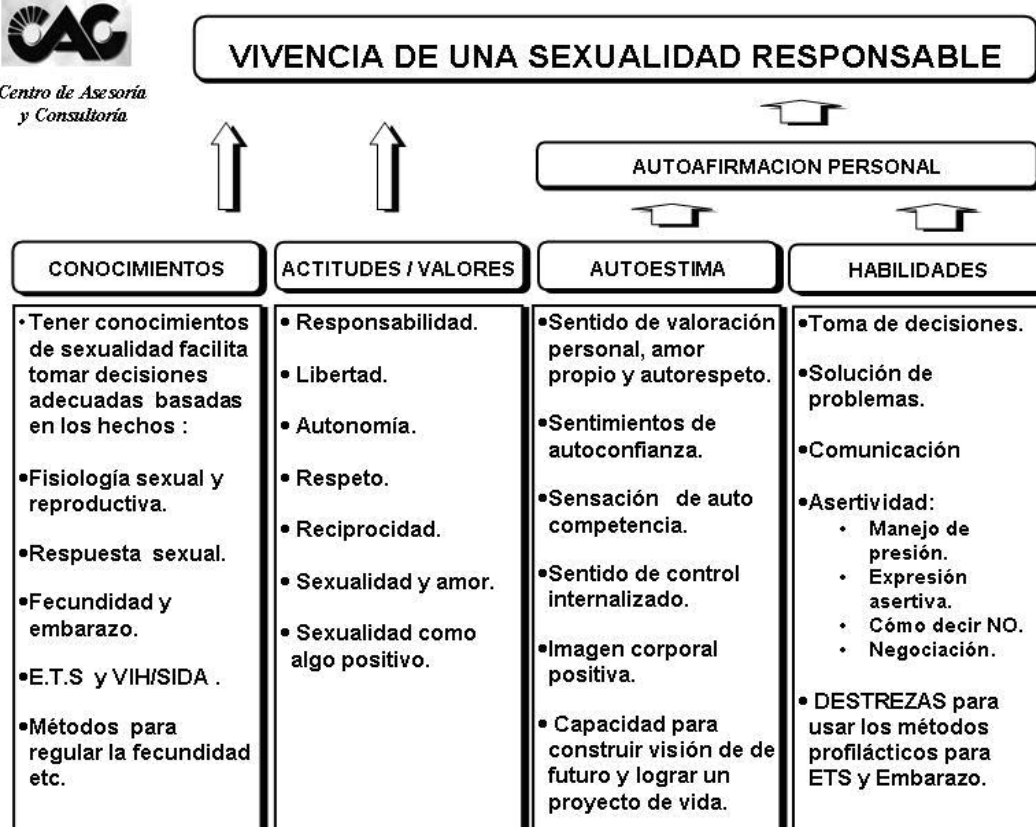 CAC
Centro de Asesoría
y Consultoría
VIVENCIA DE UNA SEXUALIDAD RESPONSABLE
AUTOAFIRMACION PERSONAL
CONOCIMIENTOS
• Tener conocimientos
de sexualidad facilita
tomar decisiones
adecuadas basadas
en los hechos :
•Fisiología sexual y
reproductiva.
•Respuesta sexual.
•Fecundidad y
embarazo.
•E.T.S y VIH/SIDA .
•Métodos para
regular la fecundidad
etc.
ACTITUDES / VALORES
• Responsabilidad.
• Libertad.
• Autonomía.
• Respeto.
• Reciprocidad.
• Sexualidad y amor.
• Sexualidad como
algo positivo.
AUTOESTIMA
•Sentido de valoración
personal, amor
propio y autorespeto.
•Sentimientos de
autoconfianza.
•Sensación de auto
competencia.
•Sentido de control
internalizado.
•Imagen corporal
positiva.
• Capacidad para
construir visión de de
futuro y lograr un
proyecto de vida.
HABILIDADES
•Toma de decisiones.
•Solución de
problemas.
•Comunicación
•Asertividad:
• Manejo de
presión.
• Expresión
asertiva.
• Cómo decir NO.
• Negociación.
• DESTREZAS para
usar los métodos
profilácticos para
ETS y Embarazo.